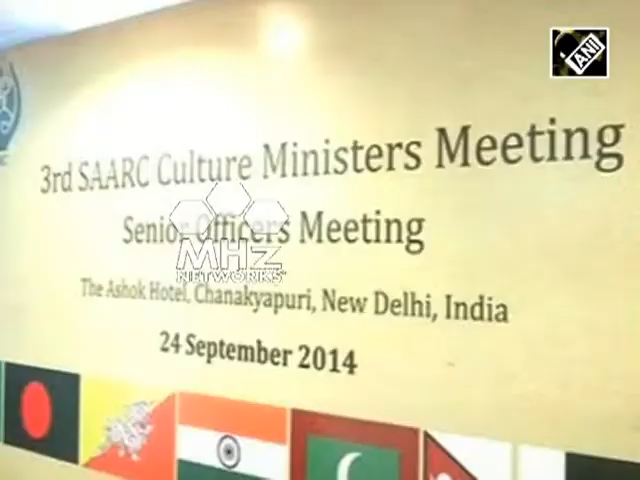 ANI
3rd SAARC Culture Ministers Meeting
Senior Officers Meeting
MHz
NETWORKS
The Ashok Hotel, Chanakyapuri, New Delhi, India
24 September 2014